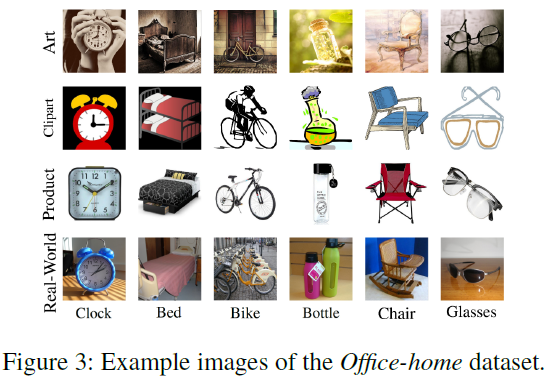 Art
Clipart
Product
Real-World
Clock
Bed
Bike
Bottle
Chair
Glasses
Figure 3: Example images of the Office-home dataset.